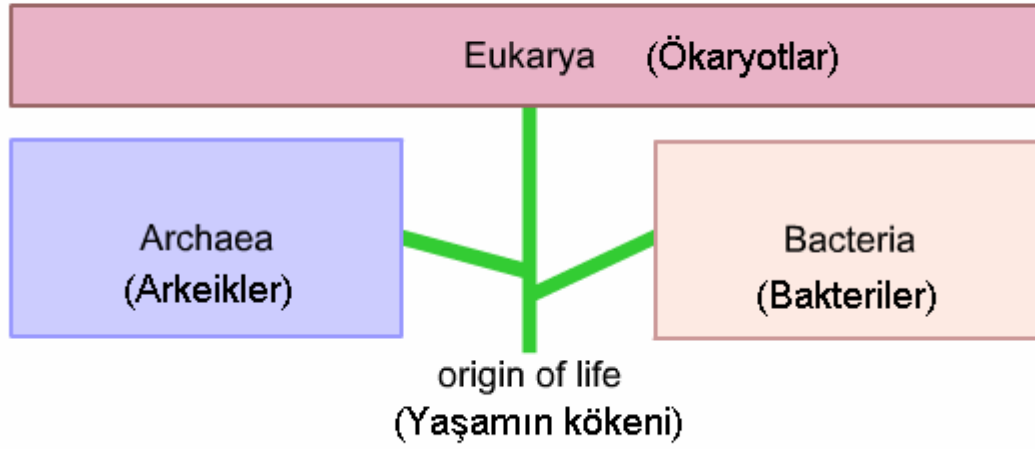 Eukarya (Ökaryotlar)
Archaea
(Arkeikler)
Bacteria
(Bakteriler)
origin of life
(Yaşamın kökeni)